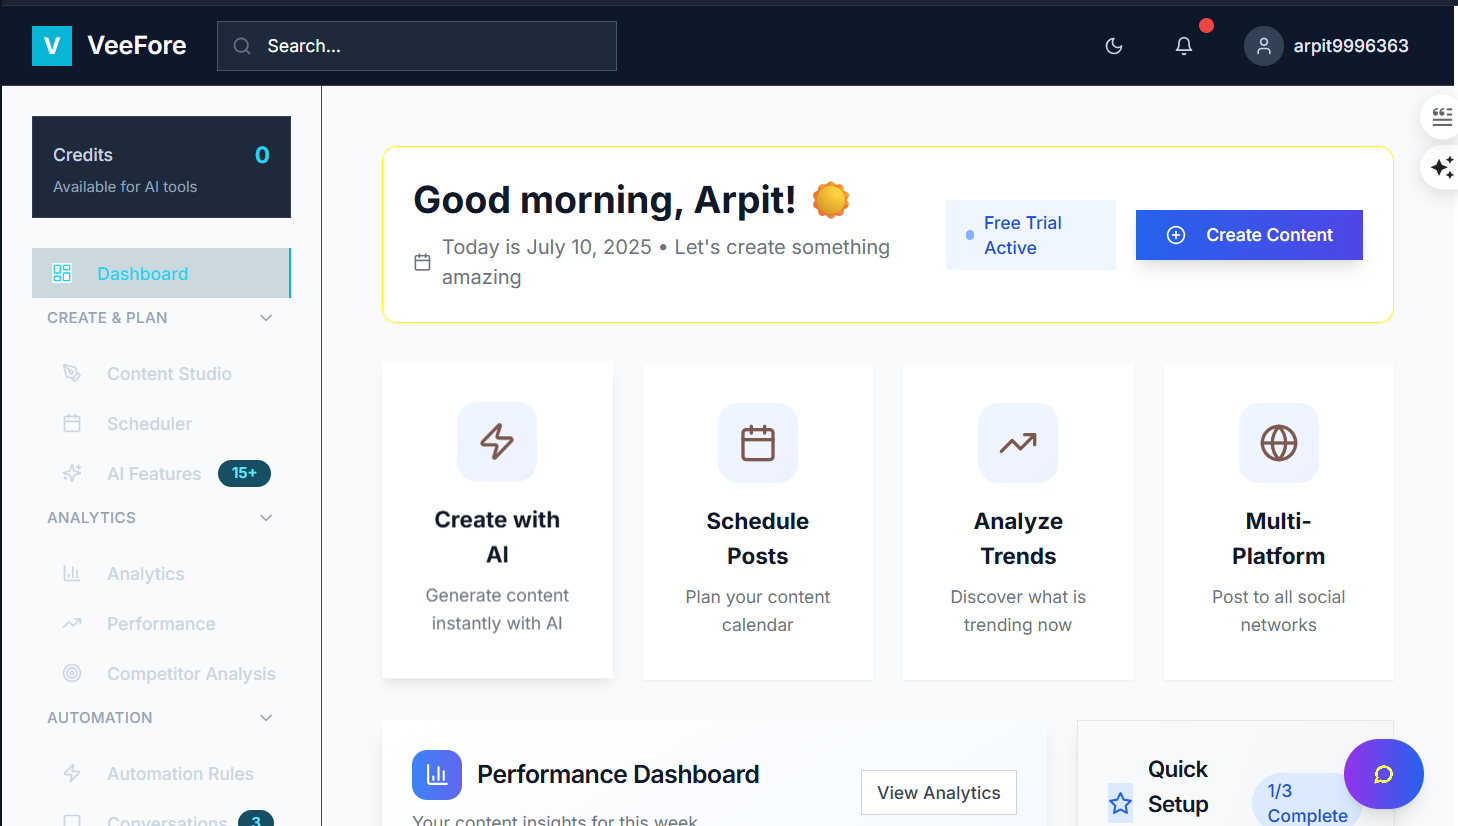 V VeeFore
Search...
arpit9996363
Credits 0
Available for AI tools
Dashboard
CREATE & PLAN
Content Studio
Scheduler
AI Features 15+
ANALYTICS
Analytics
Performance
Competitor Analysis
AUTOMATION
Automation Rules
Conversations 3
Good morning, Arpit!
Today is July 10, 2025 • Let's create something
amazing
Free Trial
Active
Create Content
Create with
AI
Generate content
instantly with AI
Schedule
Posts
Plan your content
calendar
Analyze
Trends
Discover what is
trending now
Multi-
Platform
Post to all social
networks
Performance Dashboard
Your content insights for this week
View Analytics
Quick
Setup
1/3
Complete